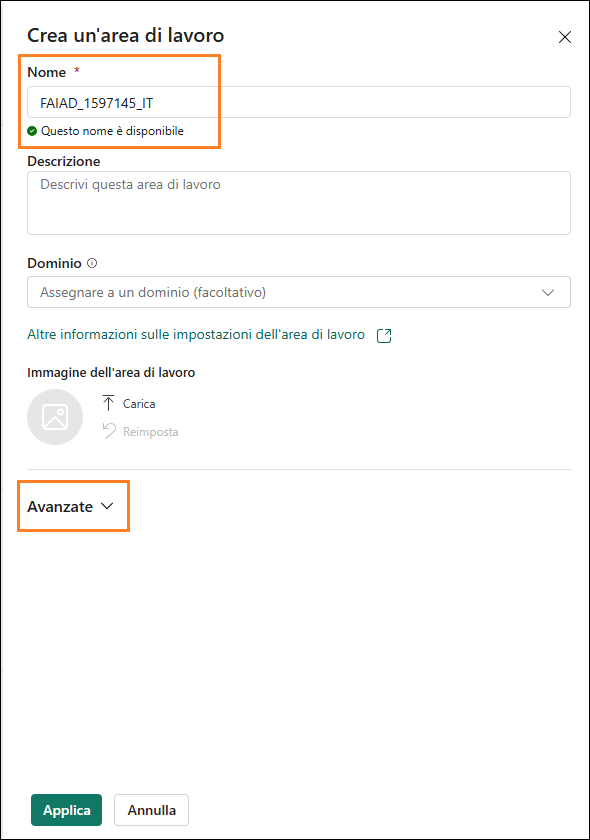 Crea un'area di lavoro
Nome *
FAIAD_1597145_IT
Questo nome è disponibile
Descrizione
Descrivi questa area di lavoro
Dominio
Assegnare a un dominio (facoltativo)
Altre informazioni sulle impostazioni dell'area di lavoro
Immagine dell'area di lavoro
Carica
Reimposta
Avanzate
Applica
Annulla